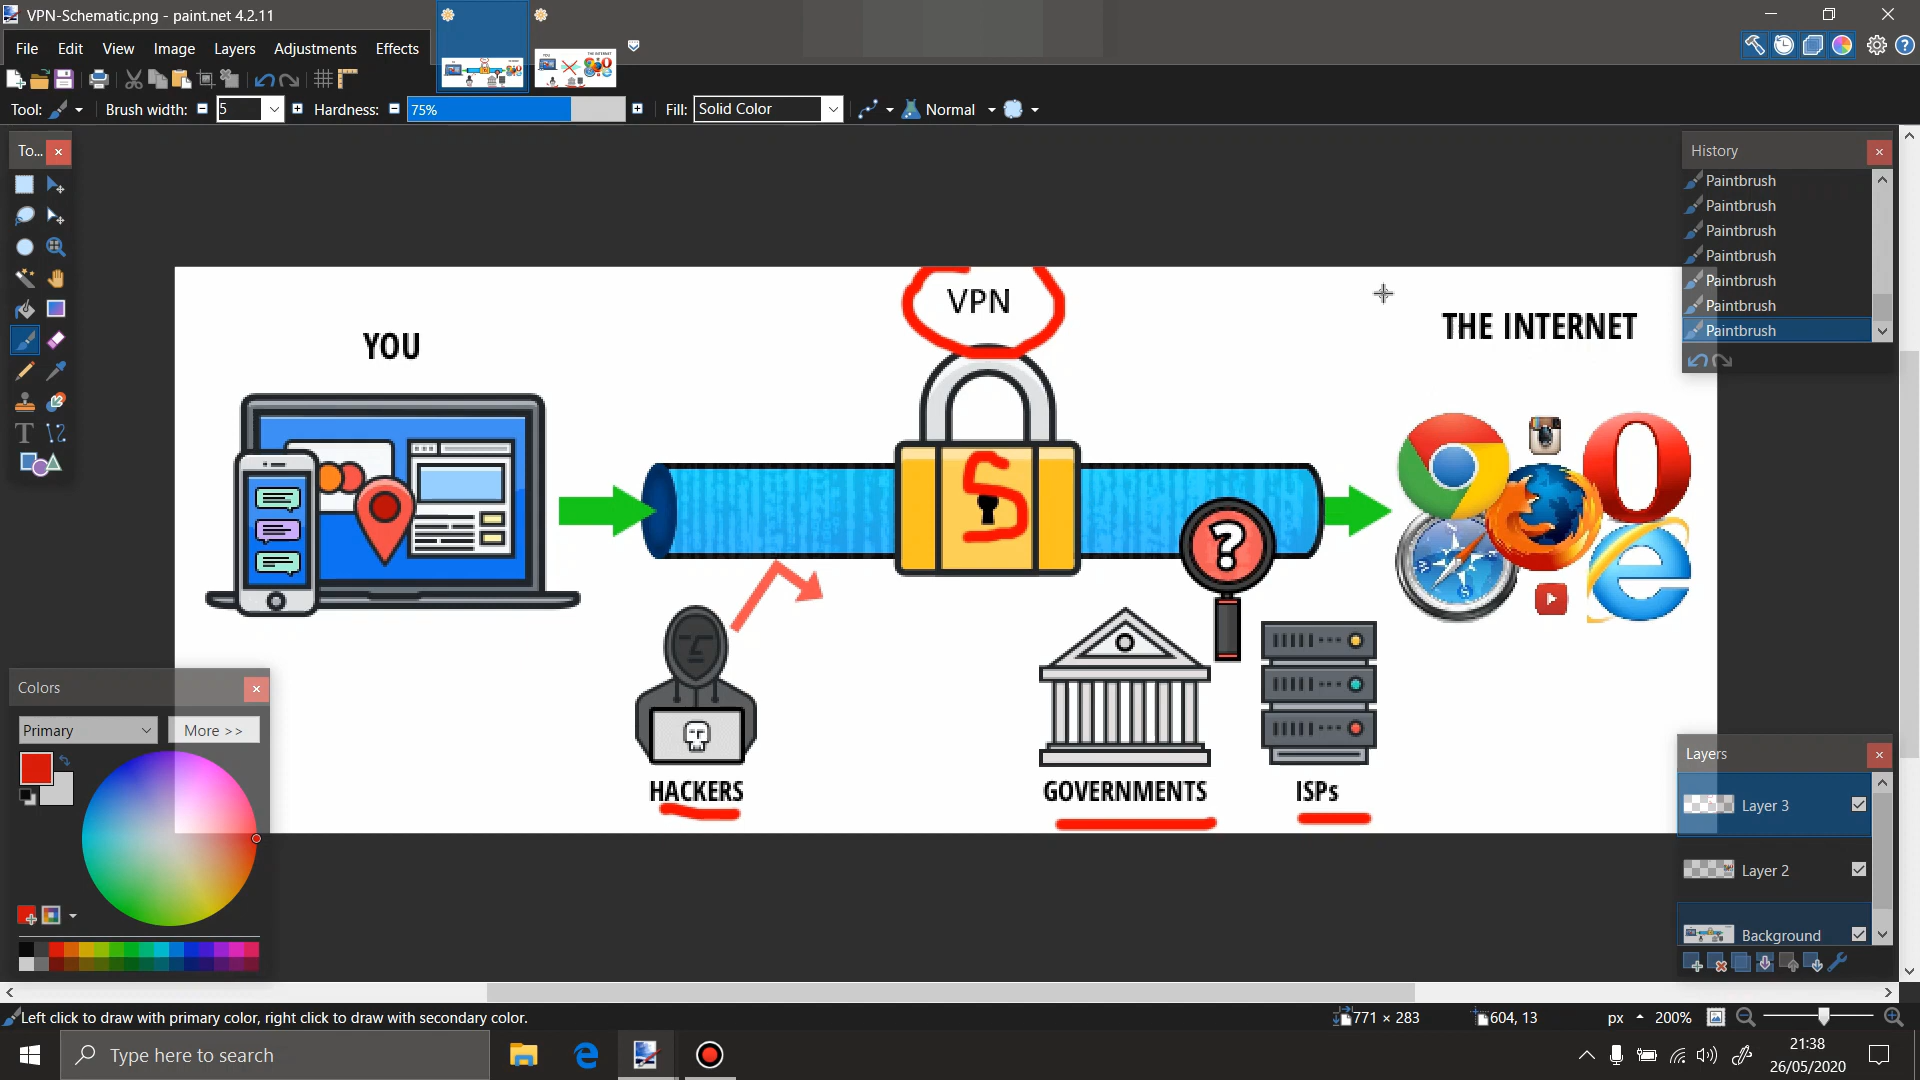 VPN-Schematic.png - paint.net 4.2.11
File Edit View Image Layers Adjustments Effects
Tool: Brush width: 5 Hardness: 75% Fill: Solid Color Normal
To...
History
Paintbrush
Paintbrush
Paintbrush
Paintbrush
Paintbrush
Paintbrush
Paintbrush
VPN
YOU
THE INTERNET
S
?
HACKERS
GOVERNMENTS
ISPs
Colors
Primary
More >>
Layers
Layer 3
Layer 2
Background
Left click to draw with primary color, right click to draw with secondary color.
771 × 283
604, 13
px
200%
Type here to search
21:38
26/05/2020